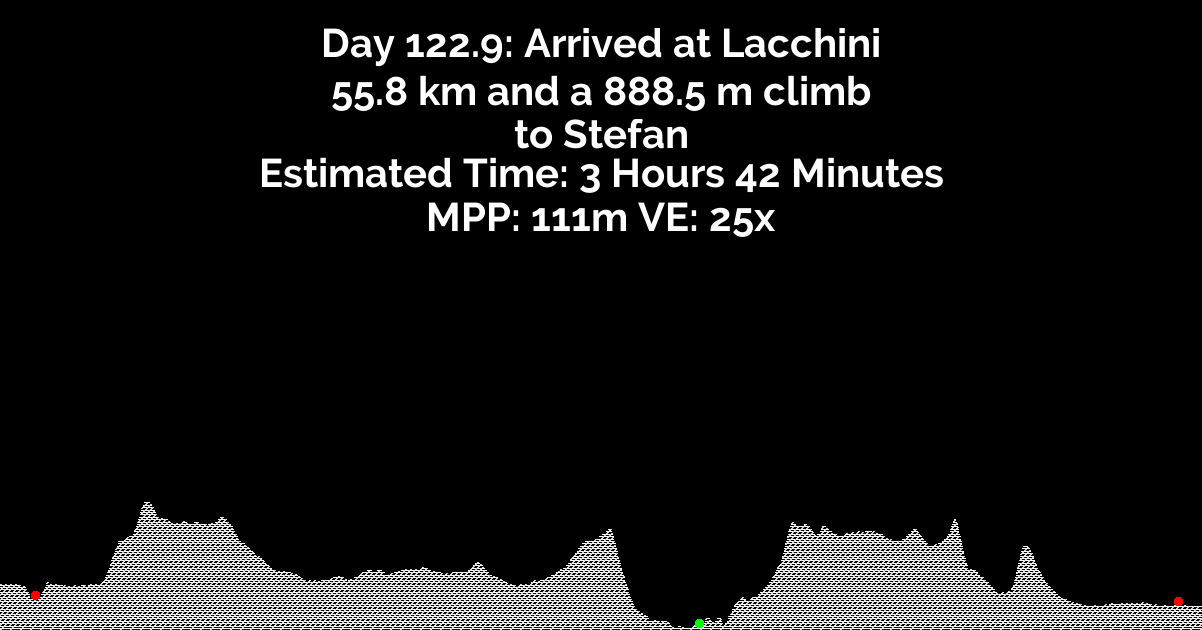 Day 122.9: Arrived at Lacchini
55.8 km and a 888.5 m climb
to Stefan
Estimated Time: 3 Hours 42 Minutes
MPP: 111m VE: 25x